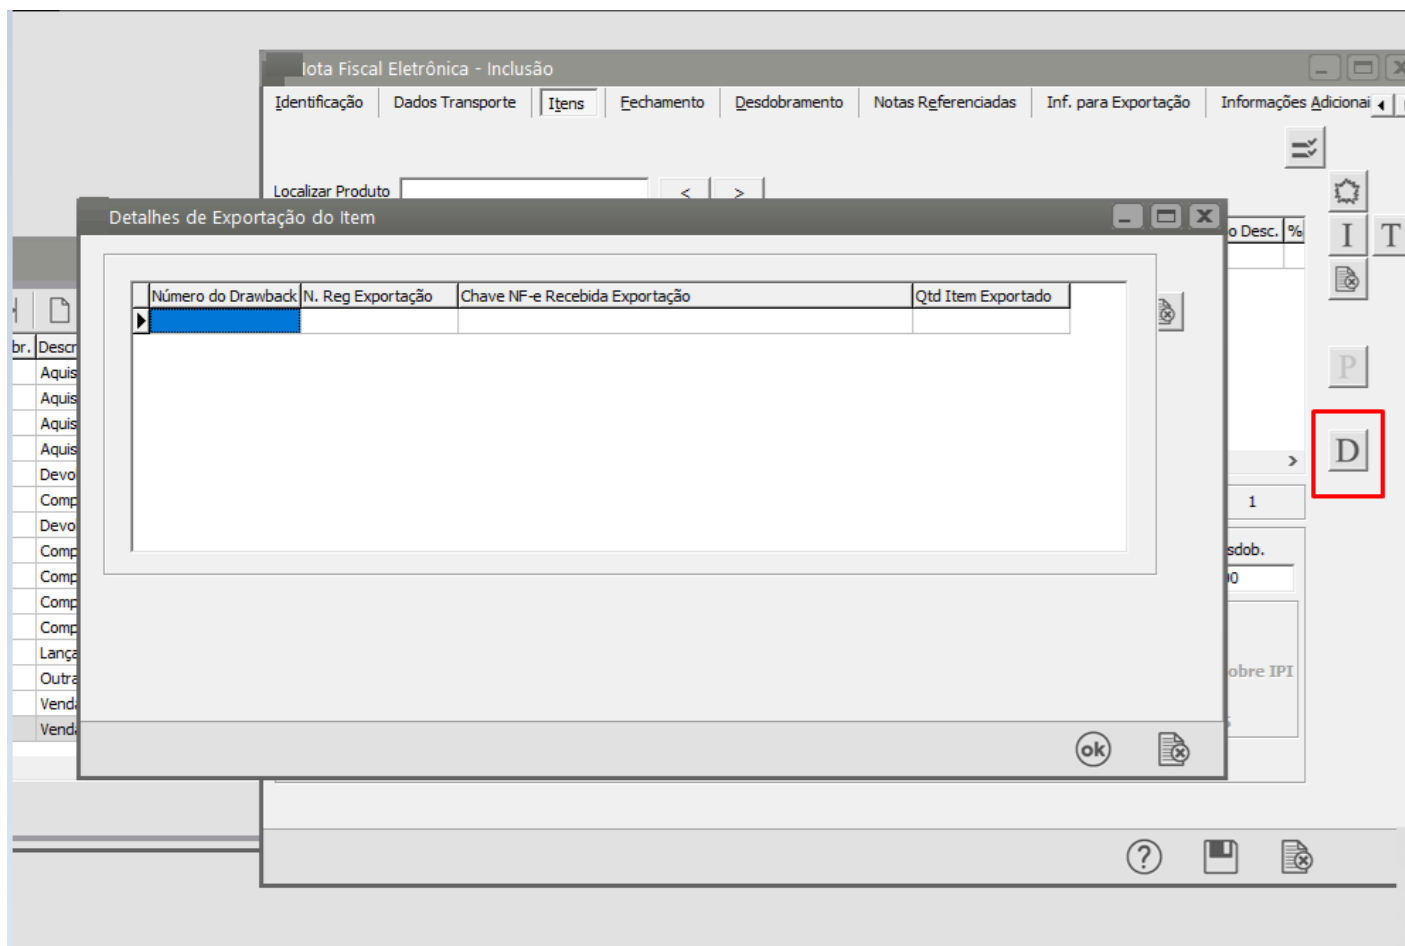 lota Fiscal Eletrônica - Inclusão
Identificação Dados Transporte Itens Fechamento Desdobramento Notas Referenciadas Inf. para Exportação Informações Adicionai
Localizar Produto < >
Detalhes de Exportação do Item
o Desc. %
I T
Número do Drawback N. Reg Exportação Chave NF-e Recebida Exportação Qtd Item Exportado
br. Descr
Aquis
Aquis
Aquis
Aquis
Devo
Comp
Devo
Comp
Comp
Comp
Comp
Lança
Outra
Venda
Venda
P
D
>
1
sdob.
00
obre IPI
ok
?